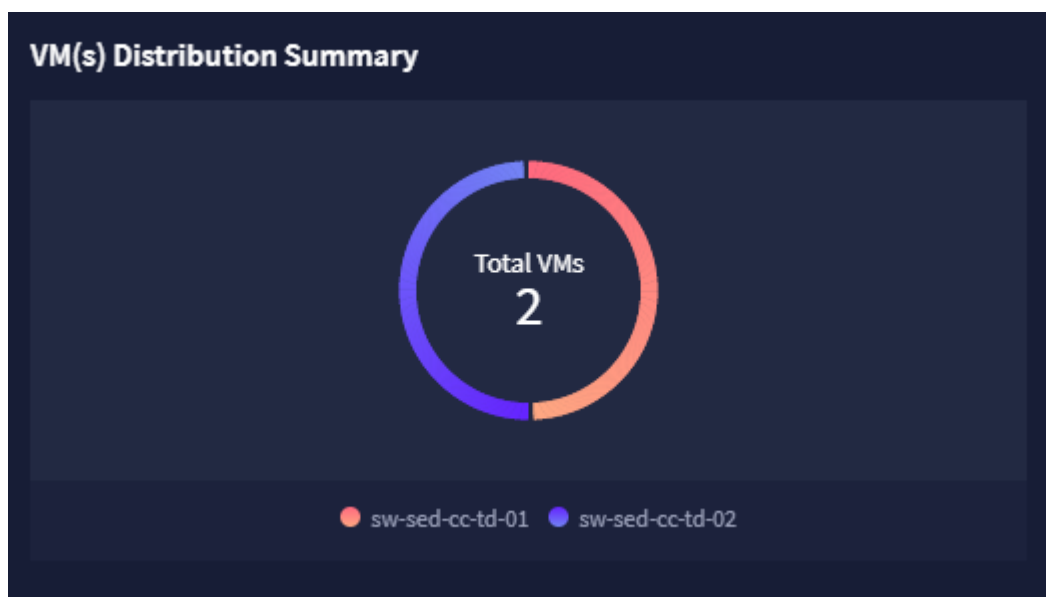 VM(s) Distribution Summary
Total VMs
2
sw-sed-cc-td-01 sw-sed-cc-td-02